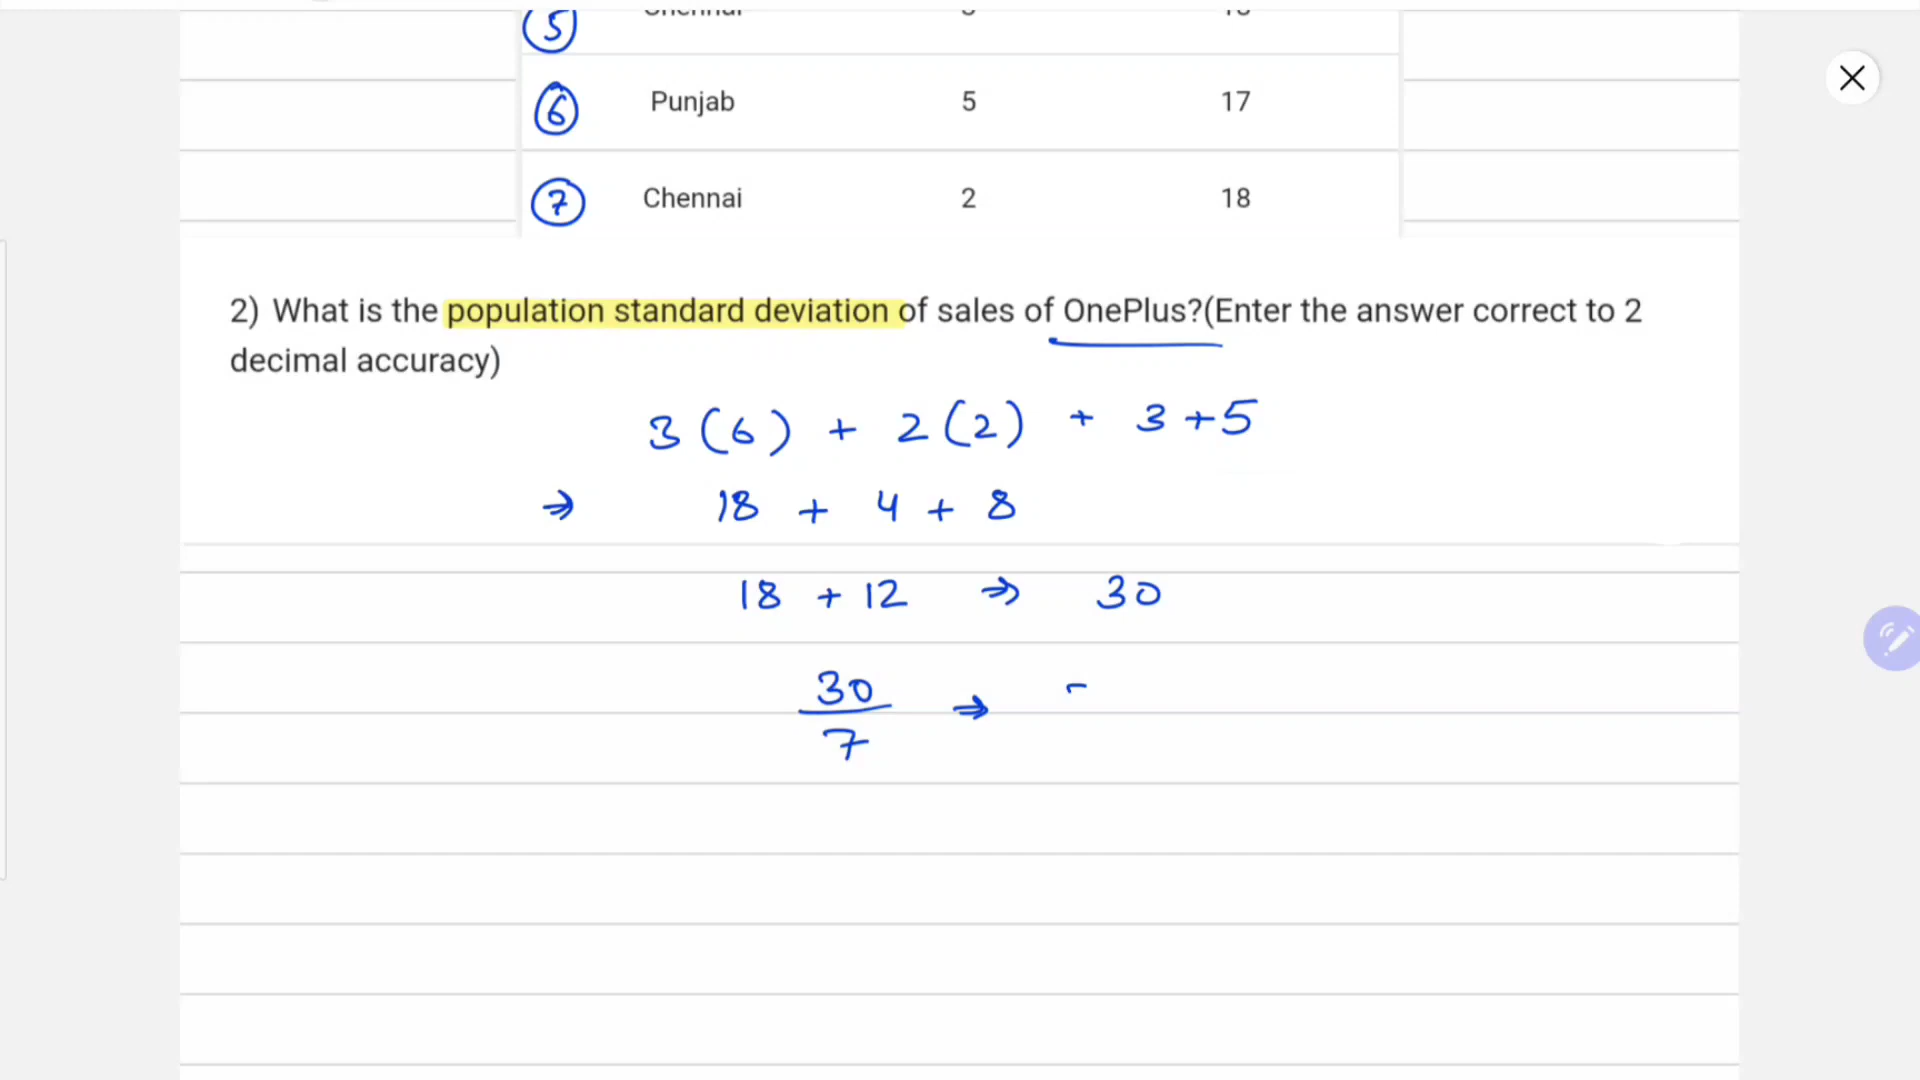 5
6 Punjab 5 17
7 Chennai 2 18
2) What is the population standard deviation of sales of OnePlus?(Enter the answer correct to 2
decimal accuracy)
3(6) + 2(2) + 3+5
⇒ 18 + 4 + 8
18 + 12 ⇒ 30
30
7 ⇒